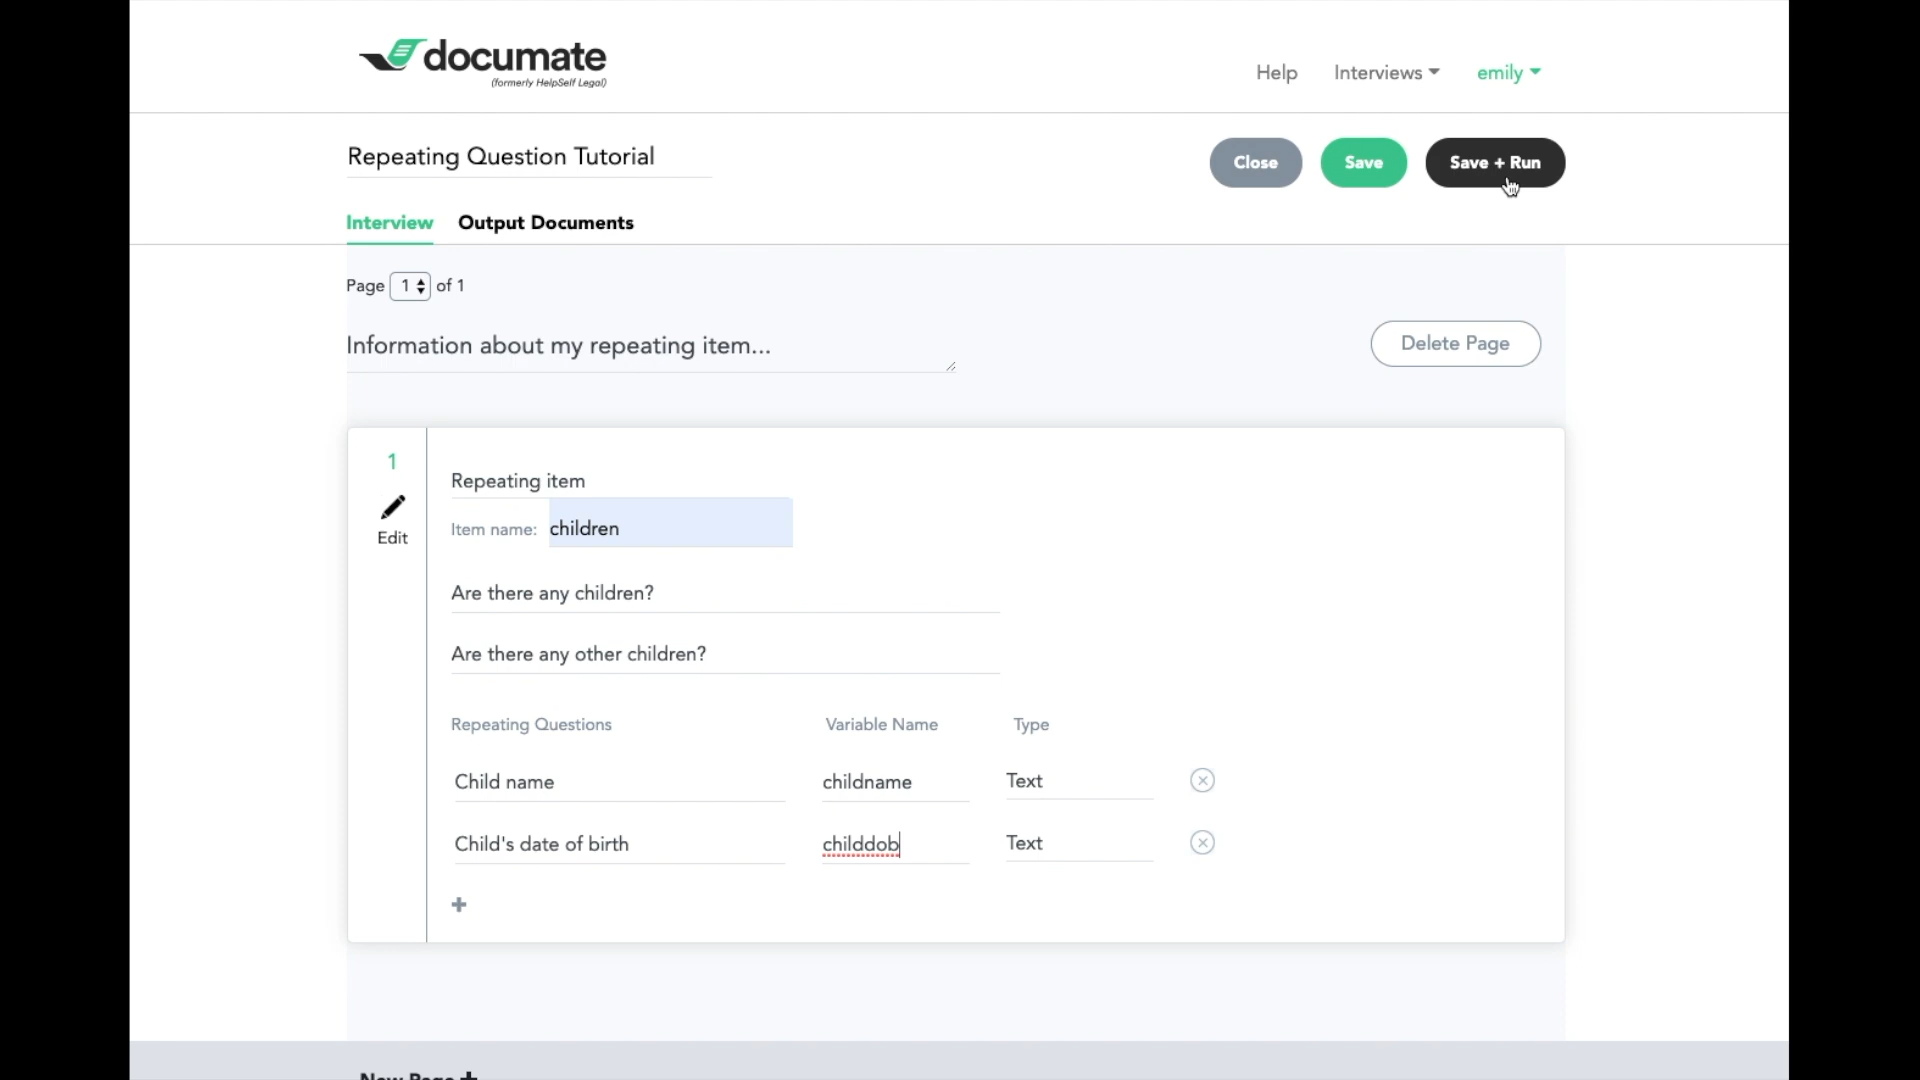 documate
(formerly HelpSelf Legal)
Help
Interviews
emily
Repeating Question Tutorial
Close
Save
Save + Run
Interview
Output Documents
Page 1 of 1
Information about my repeating item...
Delete Page
1
Edit
Repeating item
Item name: children
Are there any children?
Are there any other children?
Repeating Questions Variable Name Type
Child name childname Text
Child's date of birth childdob Text
New Page +